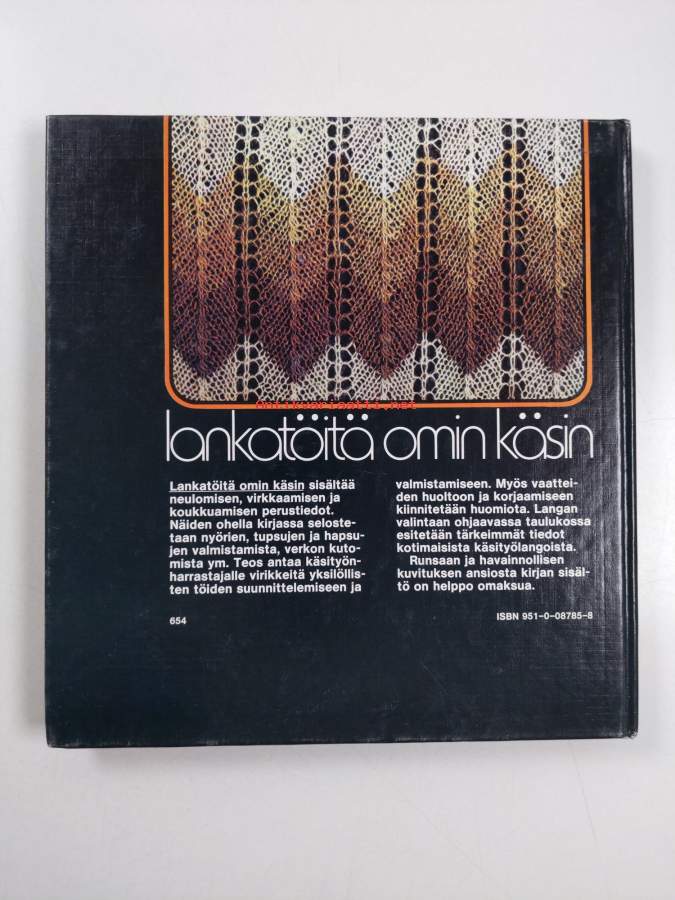 Antikvariaatti.net
lankatöitä omin käsin
Lankatöitä omin käsin sisältää
neulomisen, virkkaamisen ja
koukkuamisen perustiedot.
Näiden ohella kirjassa seloste-
taan nyörien, tupsujen ja hapsu-
jen valmistamista, verkon kuto-
mista ym. Teos antaa käsityön-
harrastajalle virikkeitä yksilöllis-
ten töiden suunnittelemiseen ja
valmistamiseen. Myös vaattei-
den huoltoon ja korjaamiseen
kiinnitetään huomiota. Langan
valintaan ohjaavassa taulukossa
esitetään tärkeimmät tiedot
kotimaisista käsityölangoista.
Runsaan ja havainnollisen
kuvituksen ansiosta kirjan sisäl-
tö on helppo omaksua.
654
ISBN 951-0-08785-8